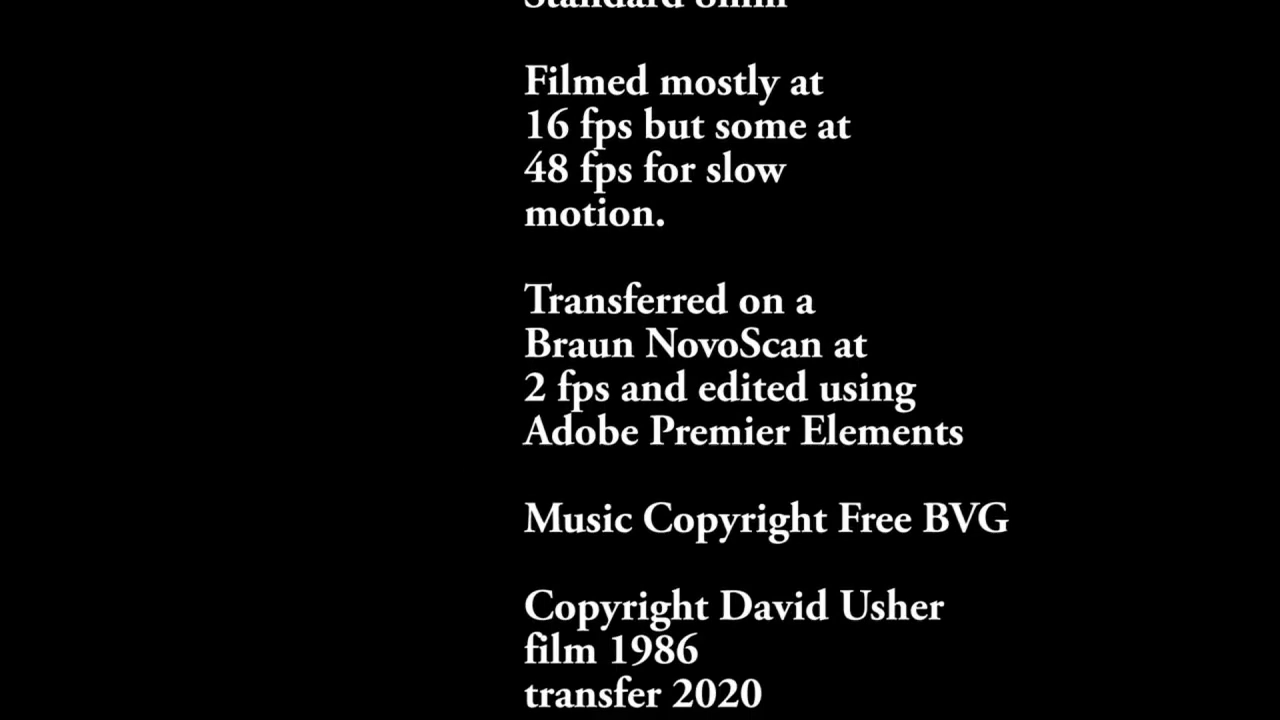 Standard 8mm
Filmed mostly at
16 fps but some at
48 fps for slow
motion.
Transferred on a
Braun NovoScan at
2 fps and edited using
Adobe Premier Elements
Music Copyright Free BVG
Copyright David Usher
film 1986
transfer 2020